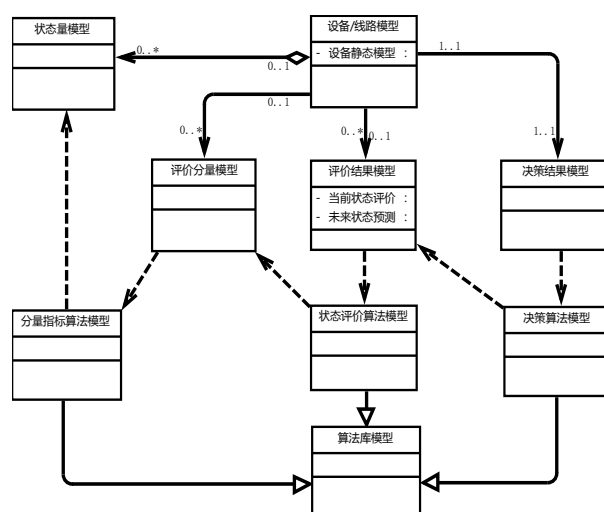 状态量模型
设备/线路模型
- 设备静态模型 :
0..*
0..1
1..1
0..1
0..*
0..*
0..1
1..1
评价分量模型
评价结果模型
- 当前状态评价 :
- 未来状态预测 :
决策结果模型
分量指标算法模型
状态评价算法模型
决策算法模型
算法库模型